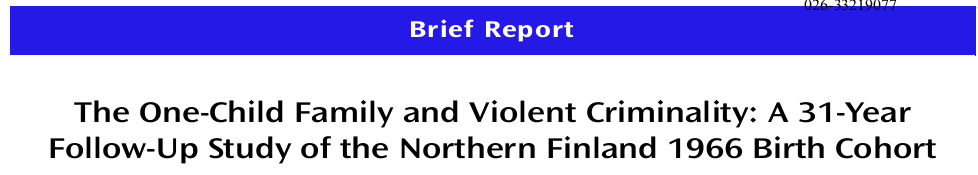 026-33219077
Brief Report
The One-Child Family and Violent Criminality: A 31-Year
Follow-Up Study of the Northern Finland 1966 Birth Cohort